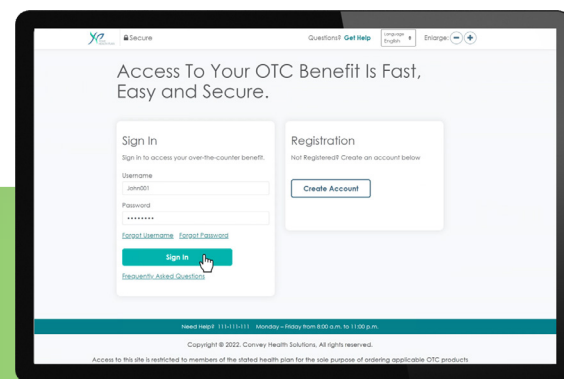 Secure
Questions? Get Help
Language
English
Enlarge:
Access To Your OTC Benefit Is Fast,
Easy and Secure.
Sign In
Sign in to access your over-the-counter benefit.
Username
John001
Password
••••••••
Forgot Username Forgot Password
Sign In
Frequently Asked Questions
Registration
Not Registered? Create an account below
Create Account
Need Help? 111-111-111 Monday – Friday from 8:00 a.m. to 11:00 p.m.
Copyright © 2022. Convey Health Solutions, All rights reserved.
Access to this site is restricted to members of the stated health plan for the sole purpose of ordering applicable OTC products